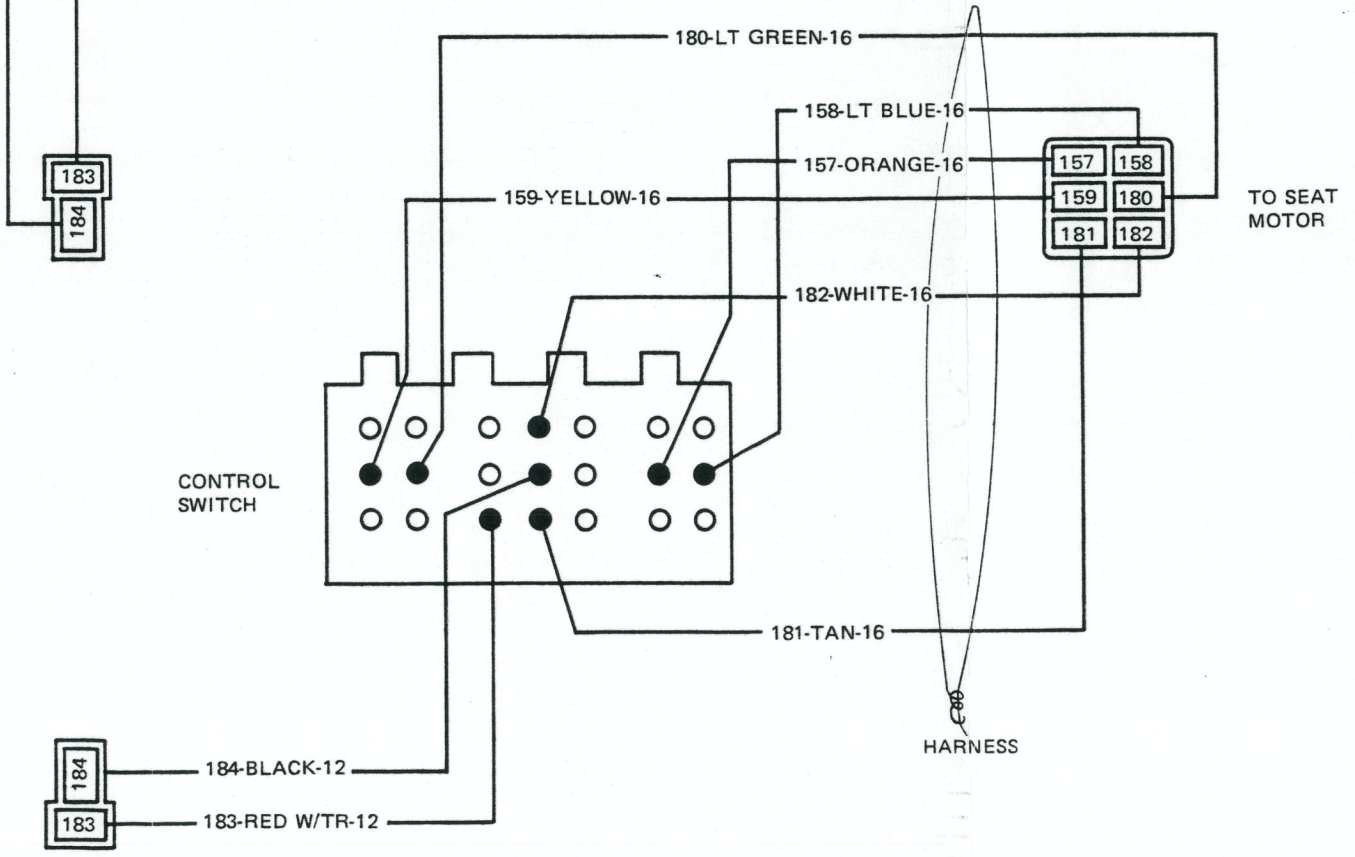 180-LT GREEN-16
158-LT BLUE-16
157-ORANGE-16
159-YELLOW-16
183
184
157
158
159
180
181
182
TO SEAT
MOTOR
182-WHITE-16
CONTROL
SWITCH
181-TAN-16
HARNESS
184
184-BLACK-12
183
183-RED W/TR-12